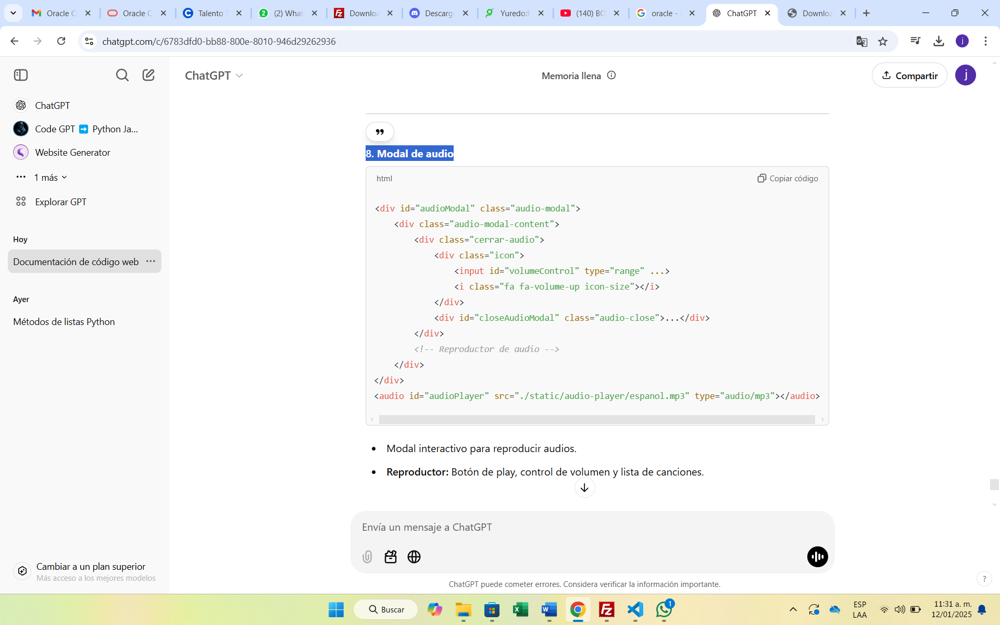 Oracle C
Oracle C
Talento T
(2) What
Downloa
Descarga
Yuredo:E
(140) BO
oracle -
ChatGPT
Downloa
chatgpt.com/c/6783dfd0-bb88-800e-8010-946d29262936
j
ChatGPT
Memoria llena
Compartir
j
ChatGPT
Code GPT ➡️ Python Ja...
Website Generator
1 más
Explorar GPT
Hoy
Documentación de código web
Ayer
Métodos de listas Python
Cambiar a un plan superior
Más acceso a los mejores modelos
8. Modal de audio
html
Copiar código
<div id="audioModal" class="audio-modal">
<div class="audio-modal-content">
<div class="cerrar-audio">
<div class="icon">
<input id="volumeControl" type="range" ...>
<i class="fa fa-volume-up icon-size"></i>
</div>
<div id="closeAudioModal" class="audio-close">...</div>
</div>
<!-- Reproductor de audio -->
</div>
</div>
<audio id="audioPlayer" src="./static/audio-player/espanol.mp3" type="audio/mp3"></audio>
• Modal interactivo para reproducir audios.
• Reproductor: Botón de play, control de volumen y lista de canciones.
Envía un mensaje a ChatGPT
ChatGPT puede cometer errores. Considera verificar la información importante.
?
Buscar
1
ESP
LAA
11:31 a. m.
12/01/2025